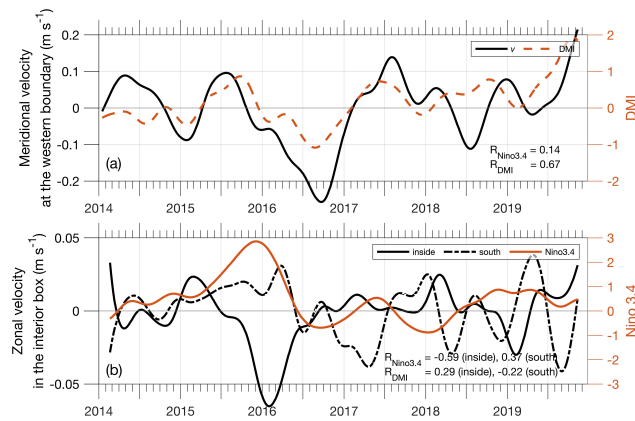 0.2
0.1
0
-0.1
-0.2
Meridional velocity
at the western boundary (m s⁻¹)
v
DMI
2
1
0
-1
-2
DMI
(a)
R_Nino3.4 = 0.14
R_DMI = 0.67
2014 2015 2016 2017 2018 2019
0.05
0
-0.05
Zonal velocity
in the interior box (m s⁻¹)
inside
south
Nino3.4
3
2
1
0
-1
-2
-3
Nino 3.4
(b)
R_Nino3.4 = -0.59 (inside), 0.37 (south)
R_DMI = 0.29 (inside), -0.22 (south)
2014 2015 2016 2017 2018 2019